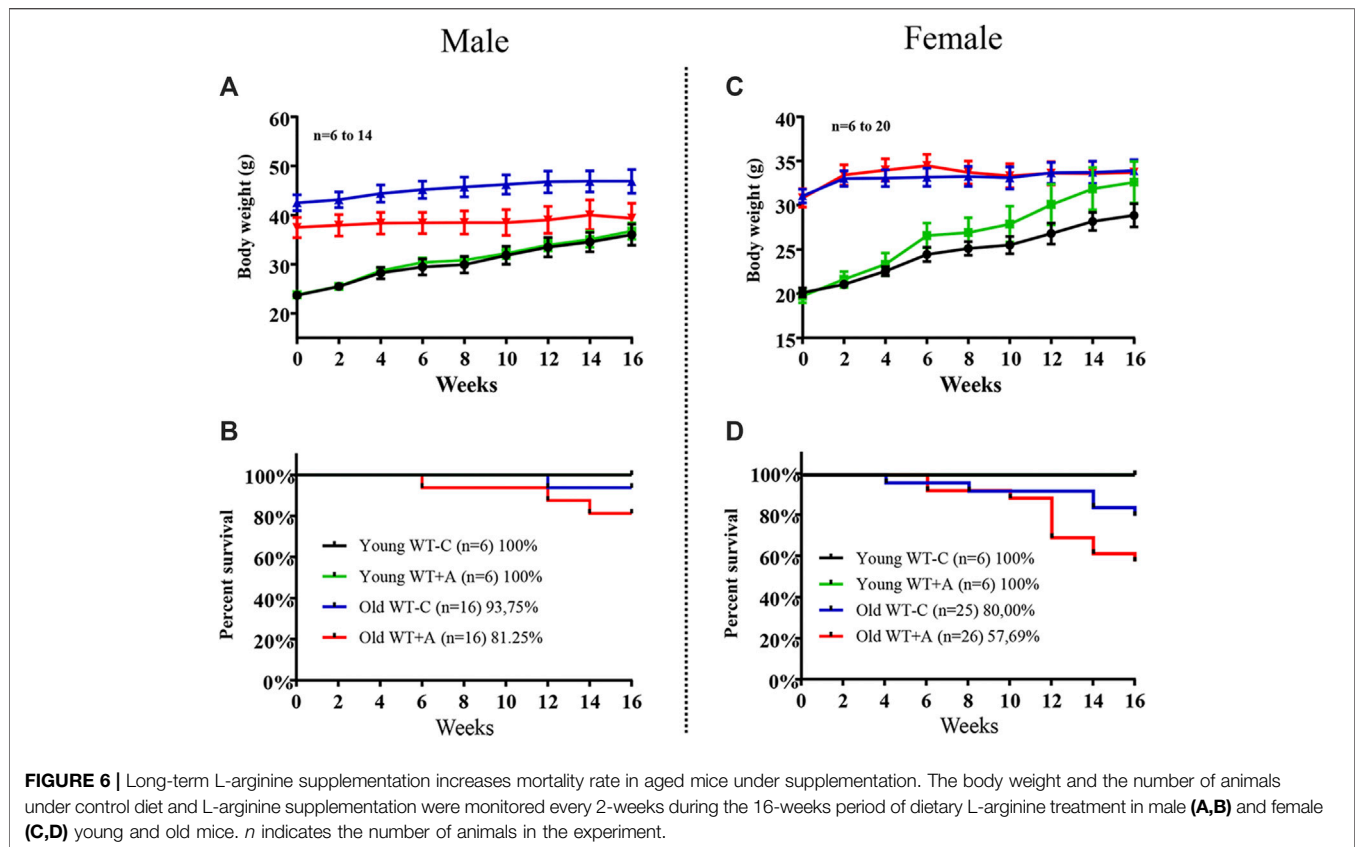 Male
Female
A
60
50
40
30
20
Body weight (g)
n=6 to 14
0 2 4 6 8 10 12 14 16
Weeks
C
40
35
30
25
20
15
Body weight (g)
n=6 to 20
0 2 4 6 8 10 12 14 16
Weeks
B
100%
80%
60%
40%
20%
0%
Percent survival
Young WT-C (n=6) 100%
Young WT+A (n=6) 100%
Old WT-C (n=16) 93,75%
Old WT+A (n=16) 81.25%
0 2 4 6 8 10 12 14 16
Weeks
D
100%
80%
60%
40%
20%
0%
Percent survival
Young WT-C (n=6) 100%
Young WT+A (n=6) 100%
Old WT-C (n=25) 80,00%
Old WT+A (n=26) 57,69%
0 2 4 6 8 10 12 14 16
Weeks
FIGURE 6 | Long-term L-arginine supplementation increases mortality rate in aged mice under supplementation. The body weight and the number of animals
under control diet and L-arginine supplementation were monitored every 2-weeks during the 16-weeks period of dietary L-arginine treatment in male (A,B) and female
(C,D) young and old mice. n indicates the number of animals in the experiment.